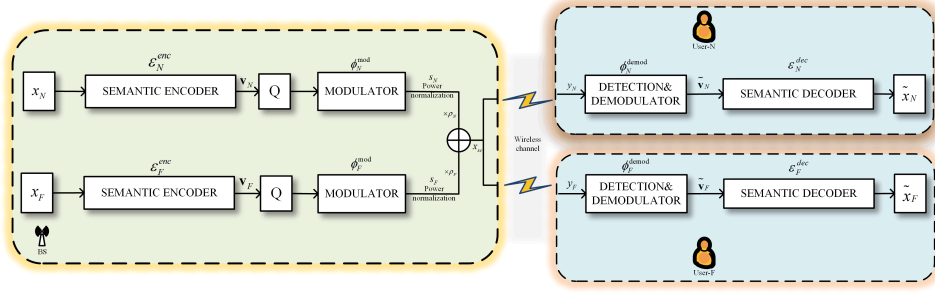 ε_N^{enc}
x_N
SEMANTIC ENCODER
v_N
Q
ϕ_N^{mod}
MODULATOR
s_N
Power
normalization
×ρ_N
x_{sc}
×ρ_F
ε_F^{enc}
x_F
SEMANTIC ENCODER
v_F
Q
ϕ_F^{mod}
MODULATOR
s_F
Power
normalization
BS
Wireless
channel
User-N
y_N
ϕ_N^{demod}
DETECTION&
DEMODULATOR
ṽ_N
ε_N^{dec}
SEMANTIC DECODER
x̃_N
y_F
ϕ_F^{demod}
DETECTION&
DEMODULATOR
ṽ_F
ε_F^{dec}
SEMANTIC DECODER
x̃_F
User-F